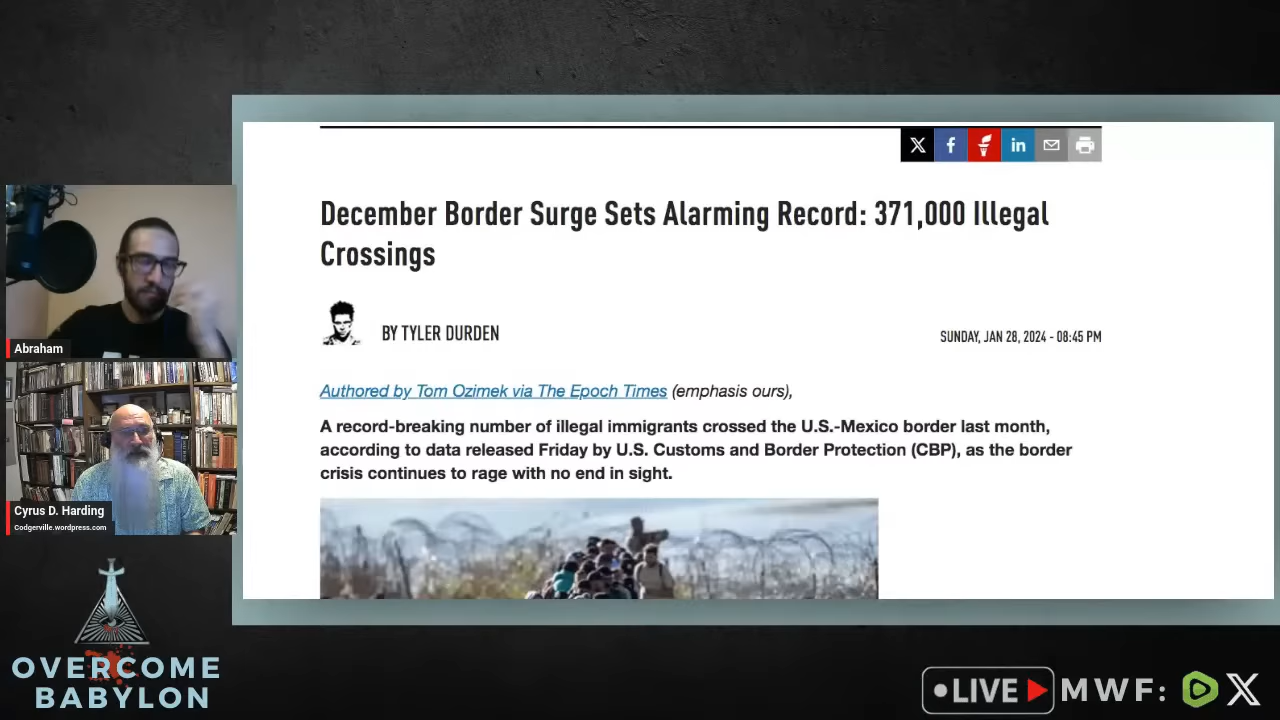 December Border Surge Sets Alarming Record: 371,000 Illegal
Crossings
BY TYLER DURDEN
SUNDAY, JAN 28, 2024 - 08:45 PM
Authored by Tom Ozimek via The Epoch Times (emphasis ours),
A record-breaking number of illegal immigrants crossed the U.S.-Mexico border last month,
according to data released Friday by U.S. Customs and Border Protection (CBP), as the border
crisis continues to rage with no end in sight.
Abraham
Cyrus D. Harding
Codgerville.wordpress.com
OVERCOME
BABYLON
LIVE MWF: